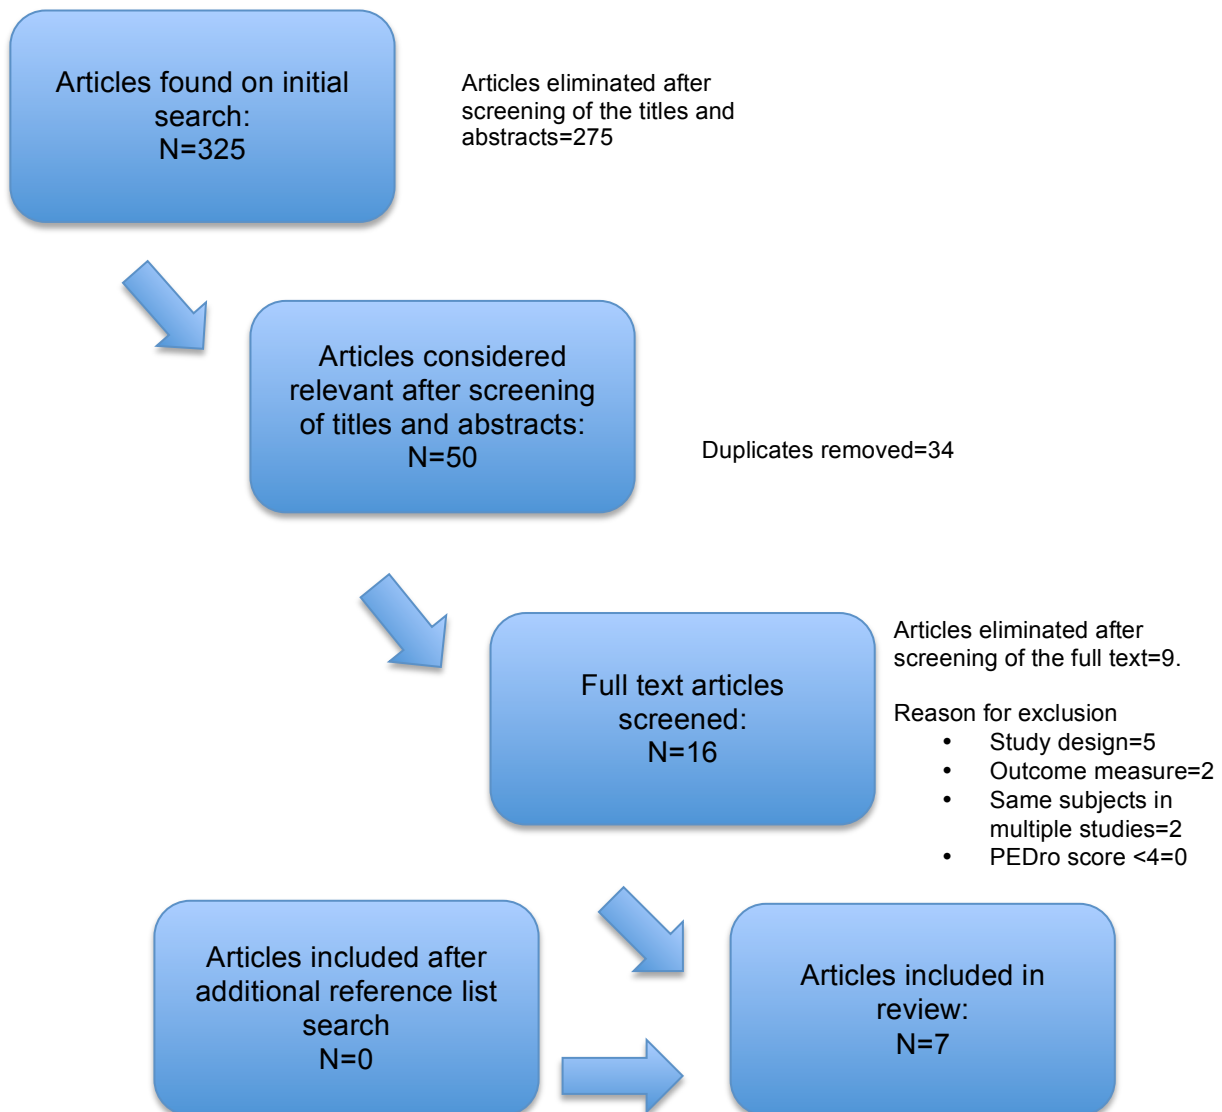 Articles found on initial
search:
N=325
Articles eliminated after
screening of the titles and
abstracts=275
Articles considered
relevant after screening
of titles and abstracts:
N=50
Duplicates removed=34
Full text articles
screened:
N=16
Articles eliminated after
screening of the full text=9.
Reason for exclusion
• Study design=5
• Outcome measure=2
• Same subjects in
multiple studies=2
• PEDro score <4=0
Articles included after
additional reference list
search
N=0
Articles included in
review:
N=7